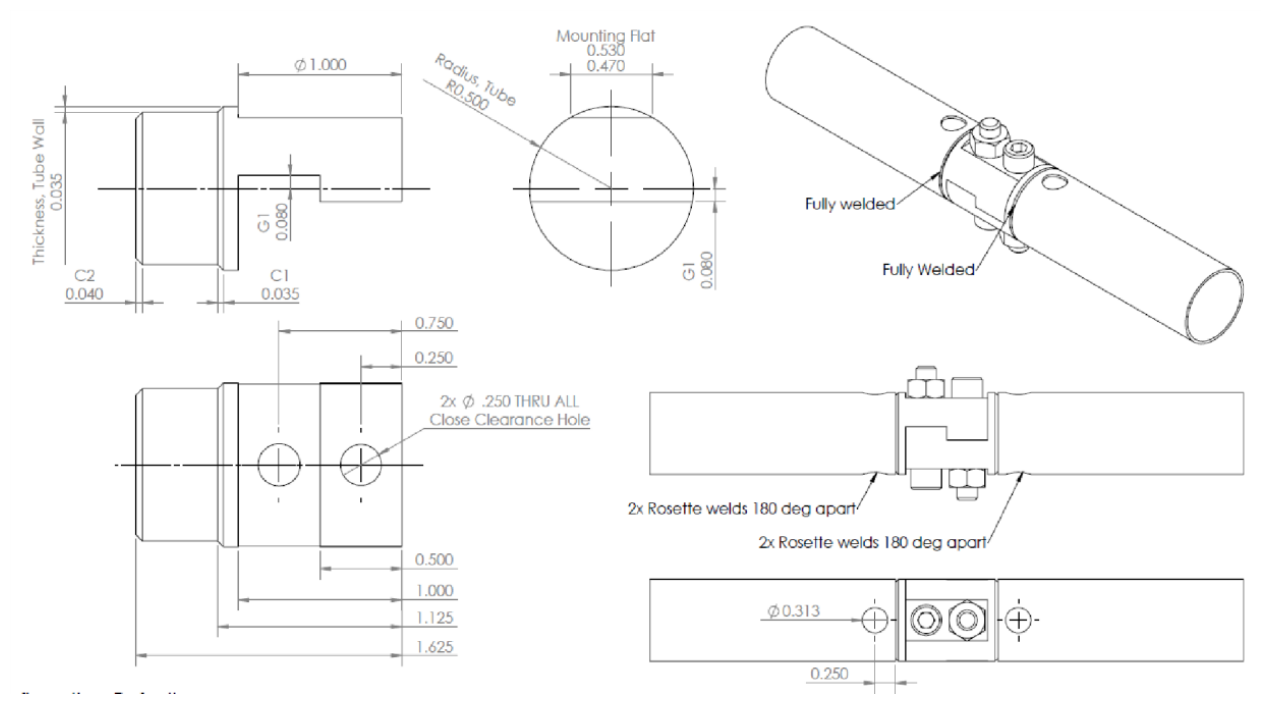 Ø1.000
Thickness, Tube Wall
0.035
G1
0.080
C2
0.040
C1
0.035
Mounting Flat
0.530
0.470
Radius, Tube
R0.500
G1
0.080
Fully welded
Fully Welded
0.750
0.250
2x Ø .250 THRU ALL
Close Clearance Hole
0.500
1.000
1.125
1.625
2x Rosette welds 180 deg apart
2x Rosette welds 180 deg apart
Ø0.313
0.250